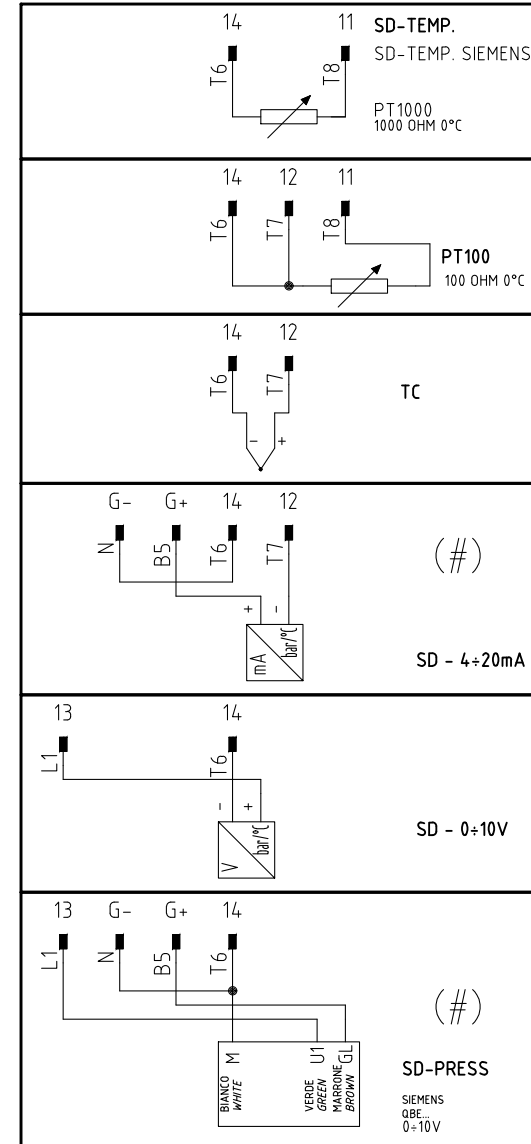 14 11 SD-TEMP.
SD-TEMP. SIEMENS
T6 T8
PT1000
1000 OHM 0°C
14 12 11
T6 T7 T8
PT100
100 OHM 0°C
14 12
T6 T7
TC
- +
G- G+ 14 12
N B5 T6 T7
(#)
+ -
mA bar/°C
SD - 4÷20mA
13 14
L1 T6
- +
V bar/°C
SD - 0÷10V
13 G- G+ 14
L1 N B5 T6
(#)
M U1 GL
BIANCO VERDE MARRONE
WHITE GREEN BROWN
SD-PRESS
SIEMENS
QBE...
0÷10V